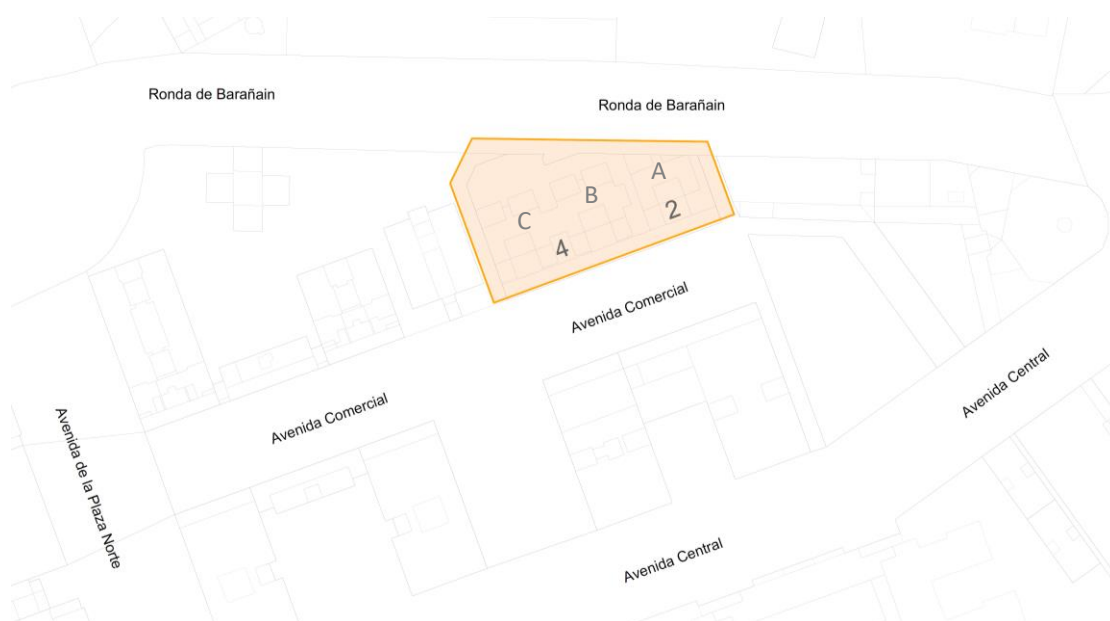 Ronda de Barañain
Ronda de Barañain
A
B
2
C
4
Avenida Comercial
Avenida Central
Avenida Comercial
Avenida de la Plaza Norte
Avenida Central